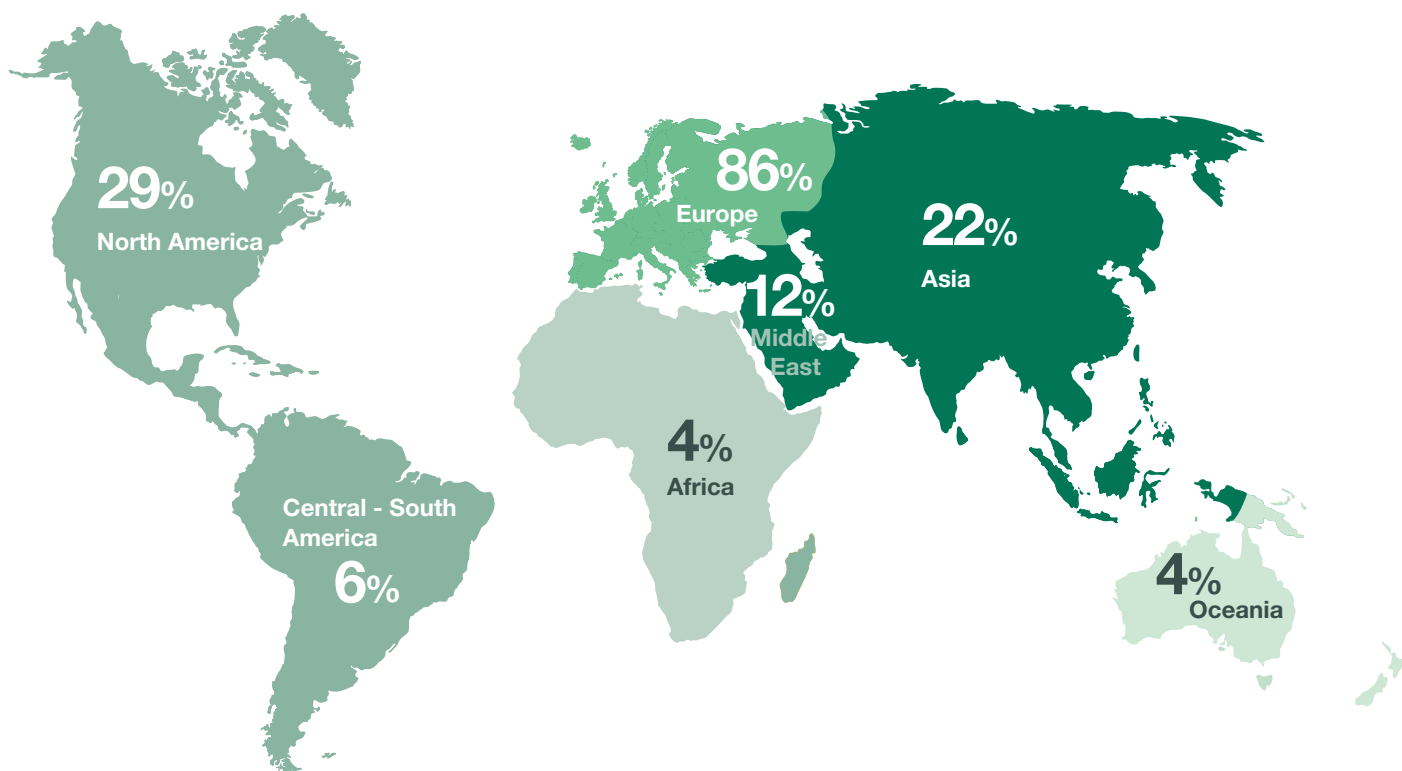 29%
North America
86%
Europe
22%
Asia
12%
Middle
East
4%
Africa
Central - South
America
6%
4%
Oceania